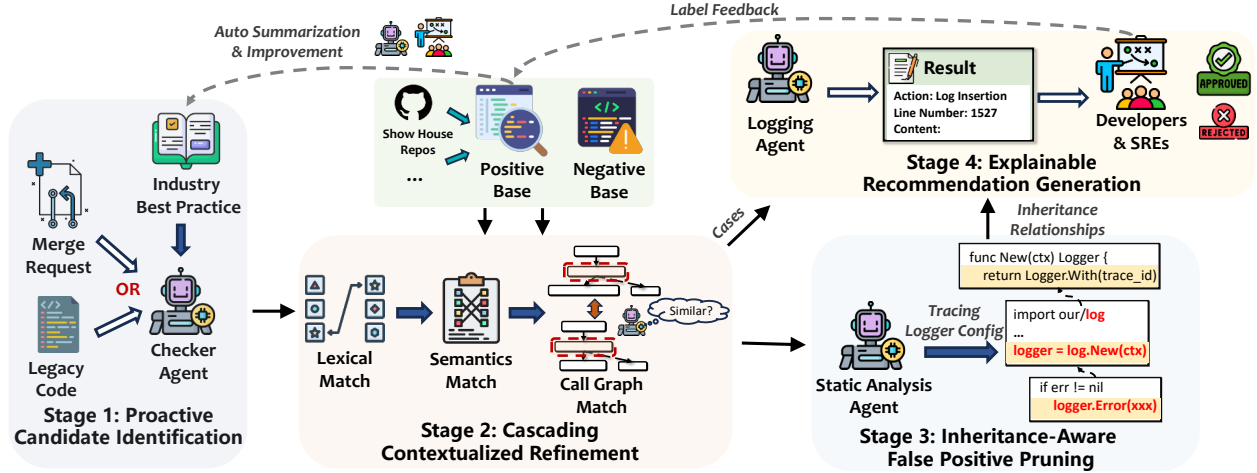 Label Feedback
Auto Summarization
& Improvement
Industry
Best Practice
Merge
Request
OR
Legacy
Code
Checker
Agent
Stage 1: Proactive
Candidate Identification
Show House
Repos
...
Positive
Base
Negative
Base
Lexical
Match
Semantics
Match
Call Graph
Match
Similar?
Stage 2: Cascading
Contextualized Refinement
Cases
Static Analysis
Agent
Tracing
Logger Config
func New(ctx) Logger {
return Logger.With(trace_id)
import our/log
...
logger = log.New(ctx)
if err != nil
logger.Error(xxx)
Stage 3: Inheritance-Aware
False Positive Pruning
Inheritance
Relationships
Logging
Agent
Result
Action: Log Insertion
Line Number: 1527
Content:
Developers
& SREs
APPROVED
REJECTED
Stage 4: Explainable
Recommendation Generation